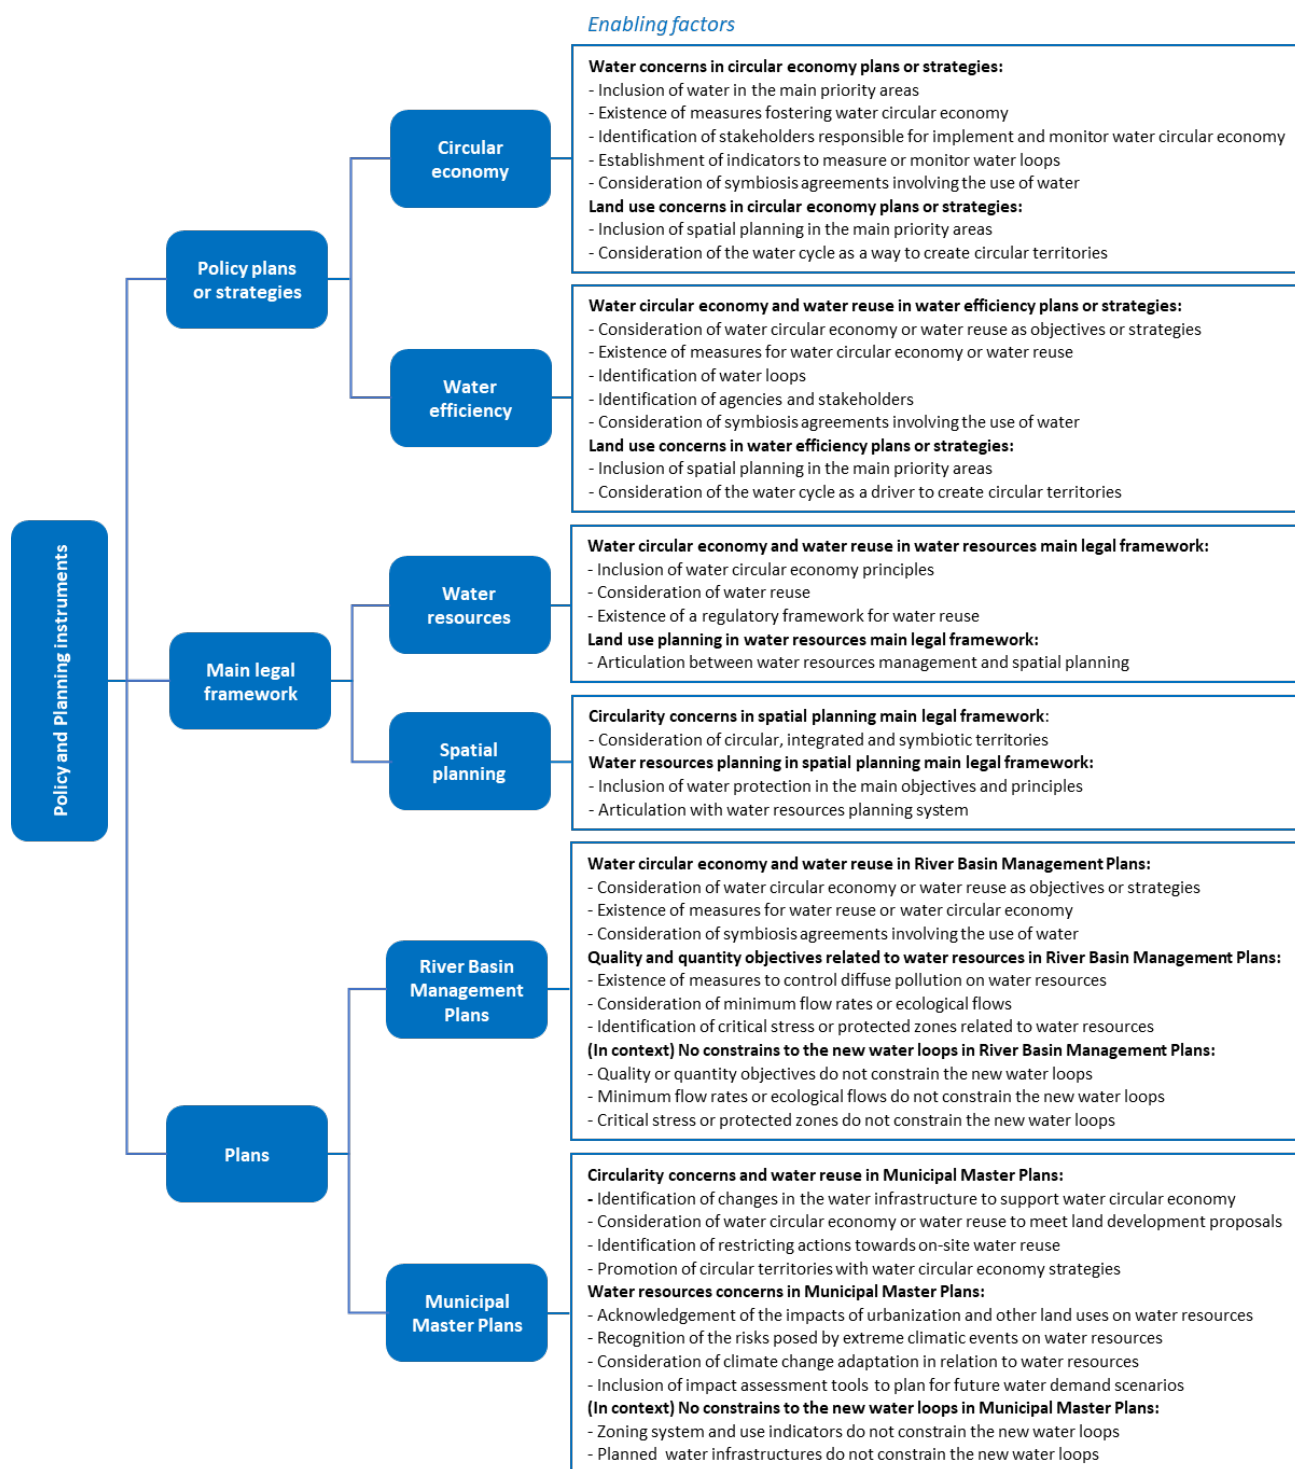 Enabling factors
Policy and Planning instruments
Policy plans
or strategies
Circular
economy
Water concerns in circular economy plans or strategies:
- Inclusion of water in the main priority areas
- Existence of measures fostering water circular economy
- Identification of stakeholders responsible for implement and monitor water circular economy
- Establishment of indicators to measure or monitor water loops
- Consideration of symbiosis agreements involving the use of water
Land use concerns in circular economy plans or strategies:
- Inclusion of spatial planning in the main priority areas
- Consideration of the water cycle as a way to create circular territories
Water
efficiency
Water circular economy and water reuse in water efficiency plans or strategies:
- Consideration of water circular economy or water reuse as objectives or strategies
- Existence of measures for water circular economy or water reuse
- Identification of water loops
- Identification of agencies and stakeholders
- Consideration of symbiosis agreements involving the use of water
Land use concerns in water efficiency plans or strategies:
- Inclusion of spatial planning in the main priority areas
- Consideration of the water cycle as a driver to create circular territories
Main legal
framework
Water
resources
Water circular economy and water reuse in water resources main legal framework:
- Inclusion of water circular economy principles
- Consideration of water reuse
- Existence of a regulatory framework for water reuse
Land use planning in water resources main legal framework:
- Articulation between water resources management and spatial planning
Spatial
planning
Circularity concerns in spatial planning main legal framework:
- Consideration of circular, integrated and symbiotic territories
Water resources planning in spatial planning main legal framework:
- Inclusion of water protection in the main objectives and principles
- Articulation with water resources planning system
Plans
River Basin
Management
Plans
Water circular economy and water reuse in River Basin Management Plans:
- Consideration of water circular economy or water reuse as objectives or strategies
- Existence of measures for water reuse or water circular economy
- Consideration of symbiosis agreements involving the use of water
Quality and quantity objectives related to water resources in River Basin Management Plans:
- Existence of measures to control diffuse pollution on water resources
- Consideration of minimum flow rates or ecological flows
- Identification of critical stress or protected zones related to water resources
(In context) No constrains to the new water loops in River Basin Management Plans:
- Quality or quantity objectives do not constrain the new water loops
- Minimum flow rates or ecological flows do not constrain the new water loops
- Critical stress or protected zones do not constrain the new water loops
Municipal
Master Plans
Circularity concerns and water reuse in Municipal Master Plans:
- Identification of changes in the water infrastructure to support water circular economy
- Consideration of water circular economy or water reuse to meet land development proposals
- Identification of restricting actions towards on-site water reuse
- Promotion of circular territories with water circular economy strategies
Water resources concerns in Municipal Master Plans:
- Acknowledgement of the impacts of urbanization and other land uses on water resources
- Recognition of the risks posed by extreme climatic events on water resources
- Consideration of climate change adaptation in relation to water resources
- Inclusion of impact assessment tools to plan for future water demand scenarios
(In context) No constrains to the new water loops in Municipal Master Plans:
- Zoning system and use indicators do not constrain the new water loops
- Planned water infrastructures do not constrain the new water loops